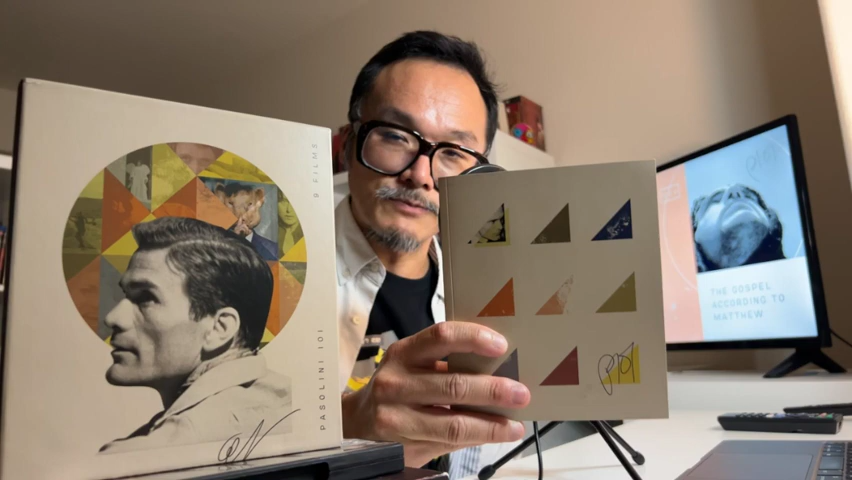 9 FILMS
PASOLINI 101
THE GOSPEL
ACCORDING TO
MATTHEW